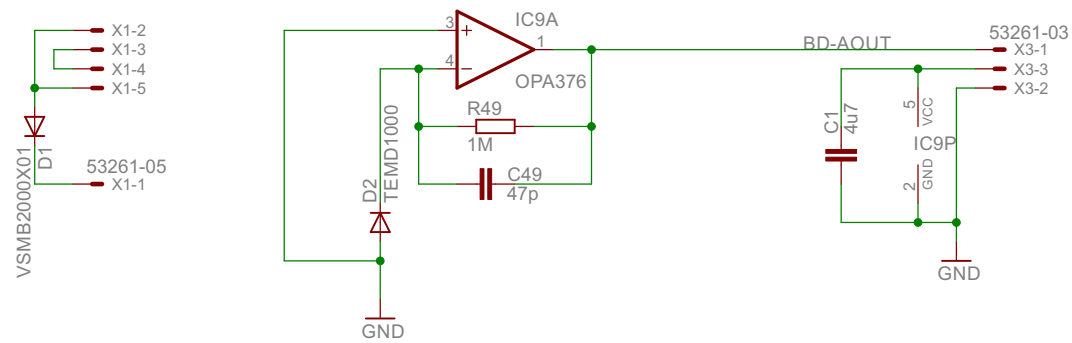 X1-2
X1-3
X1-4
X1-5
D1
VSMB2000X01
53261-05
X1-1
IC9A
3
+
1
4
−
OPA376
R49
1M
C49
47p
D2
TEMD1000
GND
BD-AOUT
53261-03
X3-1
X3-3
X3-2
C1
4u7
5
VCC
IC9P
2
GND
GND